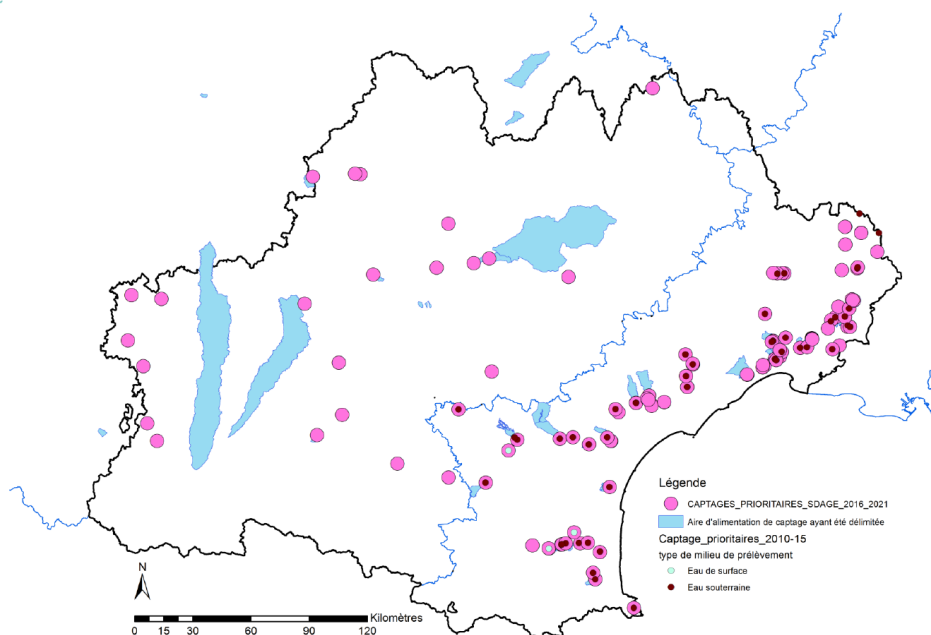 Légende
CAPTAGES_PRIORITAIRES_SDAGE_2016_2021
Aire d'alimentation de captage ayant été délimitée
Captage_prioritaires_2010-15
type de milieu de prélèvement
Eau de surface
Eau souterraine
N
Kilomètres
0 15 30 60 90 120